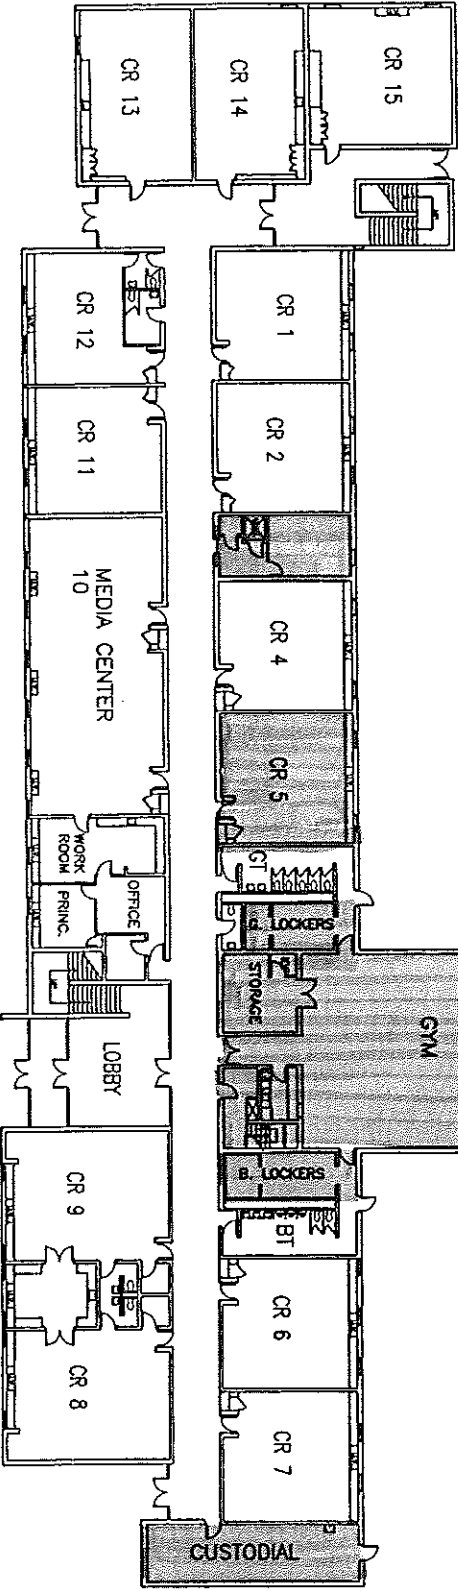 CR 13
CR 14
CR 15
CR 12
CR 1
CR 11
CR 2
MEDIA CENTER
10
CR 4
CR 5
WORK
ROOM
PRINC.
OFFICE
GT
G. LOCKERS
STORAGE
GYM
LOBBY
B. LOCKERS
BT
CR 9
CR 6
CR 8
CR 7
CUSTODIAL